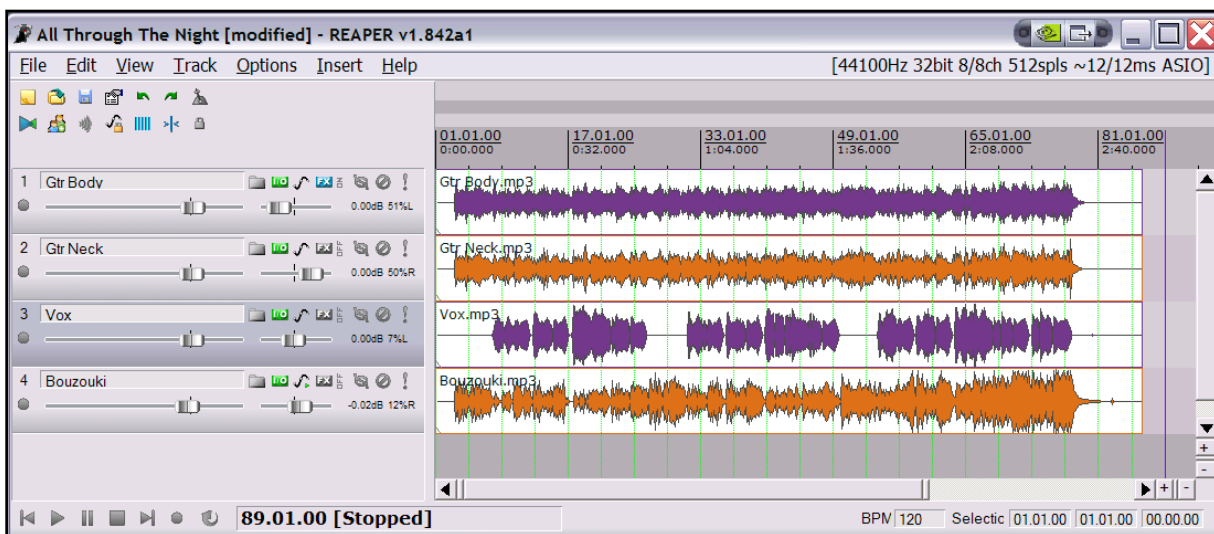 All Through The Night [modified] - REAPER v1.842a1
File Edit View Track Options Insert Help [44100Hz 32bit 8/8ch 512spls ~12/12ms ASIO]
01.01.00 17.01.00 33.01.00 49.01.00 65.01.00 81.01.00
0:00.000 0:32.000 1:04.000 1:36.000 2:08.000 2:40.000
1 Gtr Body FX Gtr Body.mp3
0.00dB 51%L
2 Gtr Neck FX Gtr Neck.mp3
0.00dB 50%R
3 Vox FX Vox.mp3
0.00dB 7%L
4 Bouzouki FX Bouzouki.mp3
-0.02dB 12%R
89.01.00 [Stopped] BPM 120 Selectic 01.01.00 01.01.00 00.00.00